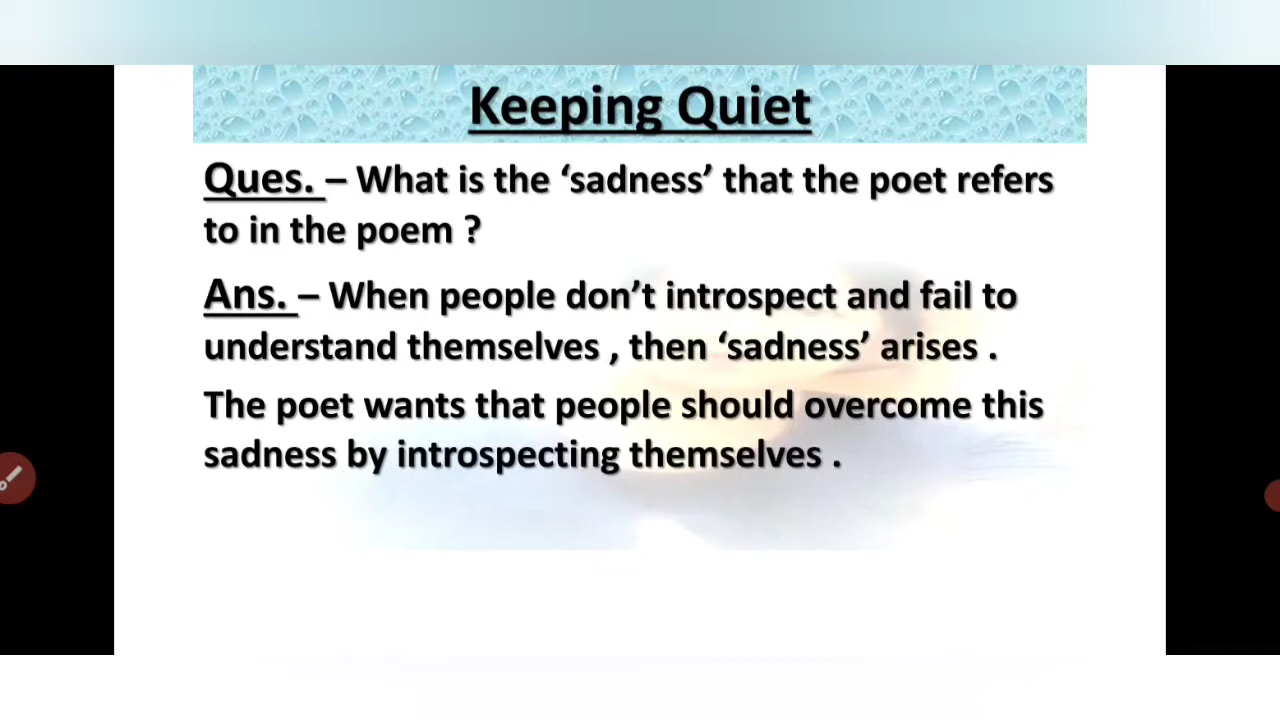 Keeping Quiet
Ques. – What is the ‘sadness’ that the poet refers
to in the poem ?
Ans. – When people don’t introspect and fail to
understand themselves , then ‘sadness’ arises .
The poet wants that people should overcome this
sadness by introspecting themselves .